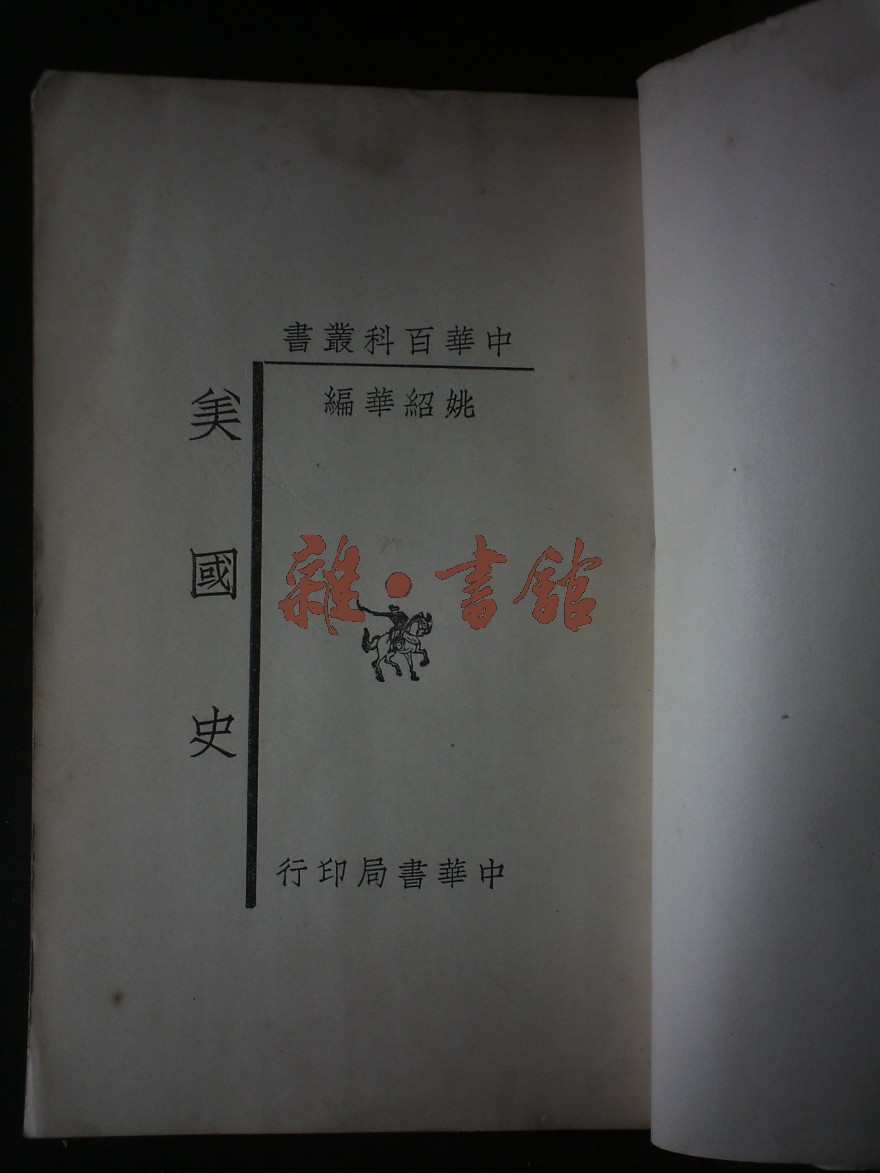 中華百科叢書
姚紹華編
美國史
雜·書館
中華書局印行